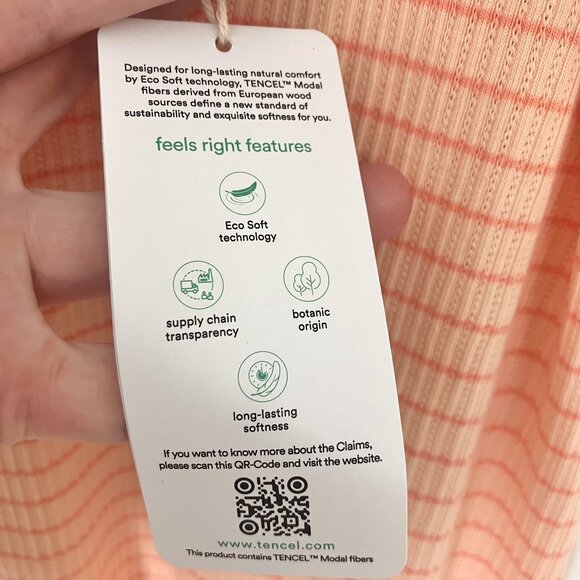 Designed for long-lasting natural comfort
by Eco Soft technology, TENCEL™ Modal
fibers derived from European wood
sources define a new standard of
sustainability and exquisite softness for you.
feels right features
Eco Soft
technology
supply chain
transparency
botanic
origin
long-lasting
softness
If you want to know more about the Claims,
please scan this QR-Code and visit the website.
www.tencel.com
This product contains TENCEL™ Modal fibers